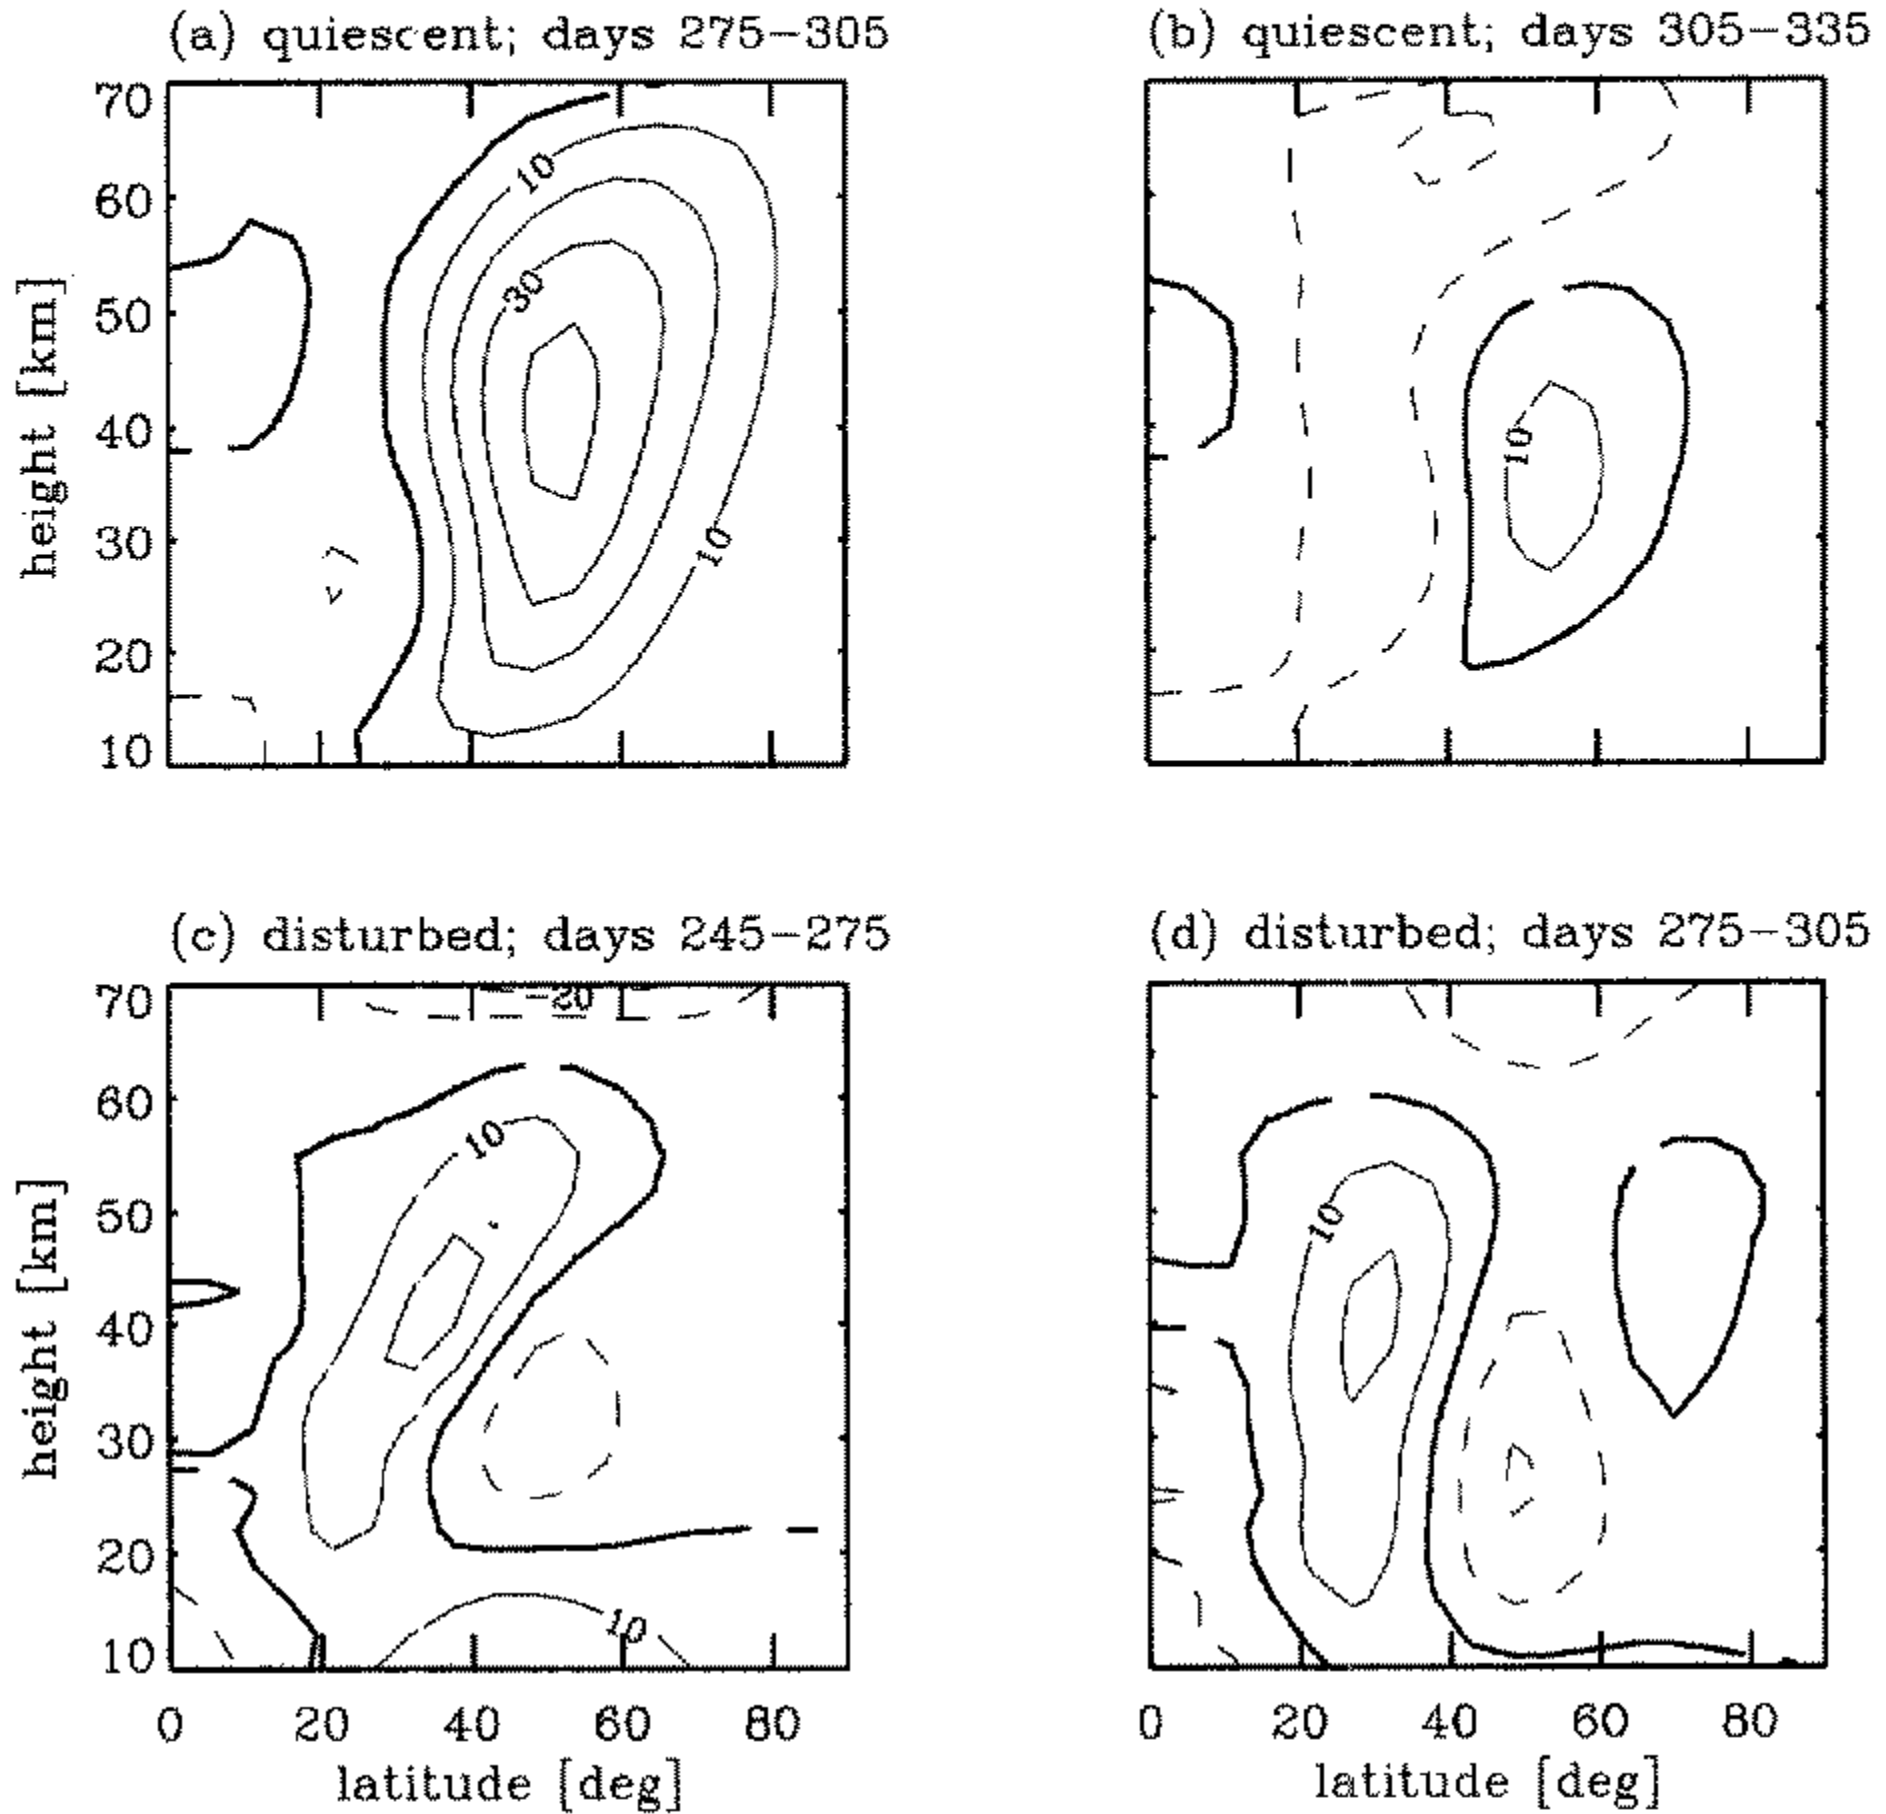 (a) quiescent; days 275–305
(b) quiescent; days 305–335
70
60
50
40
30
20
10
height [km]
10
30
10
10
(c) disturbed; days 245–275
(d) disturbed; days 275–305
70
60
50
40
30
20
10
height [km]
–20
10
10
10
0 20 40 60 80
latitude [deg]
0 20 40 60 80
latitude [deg]